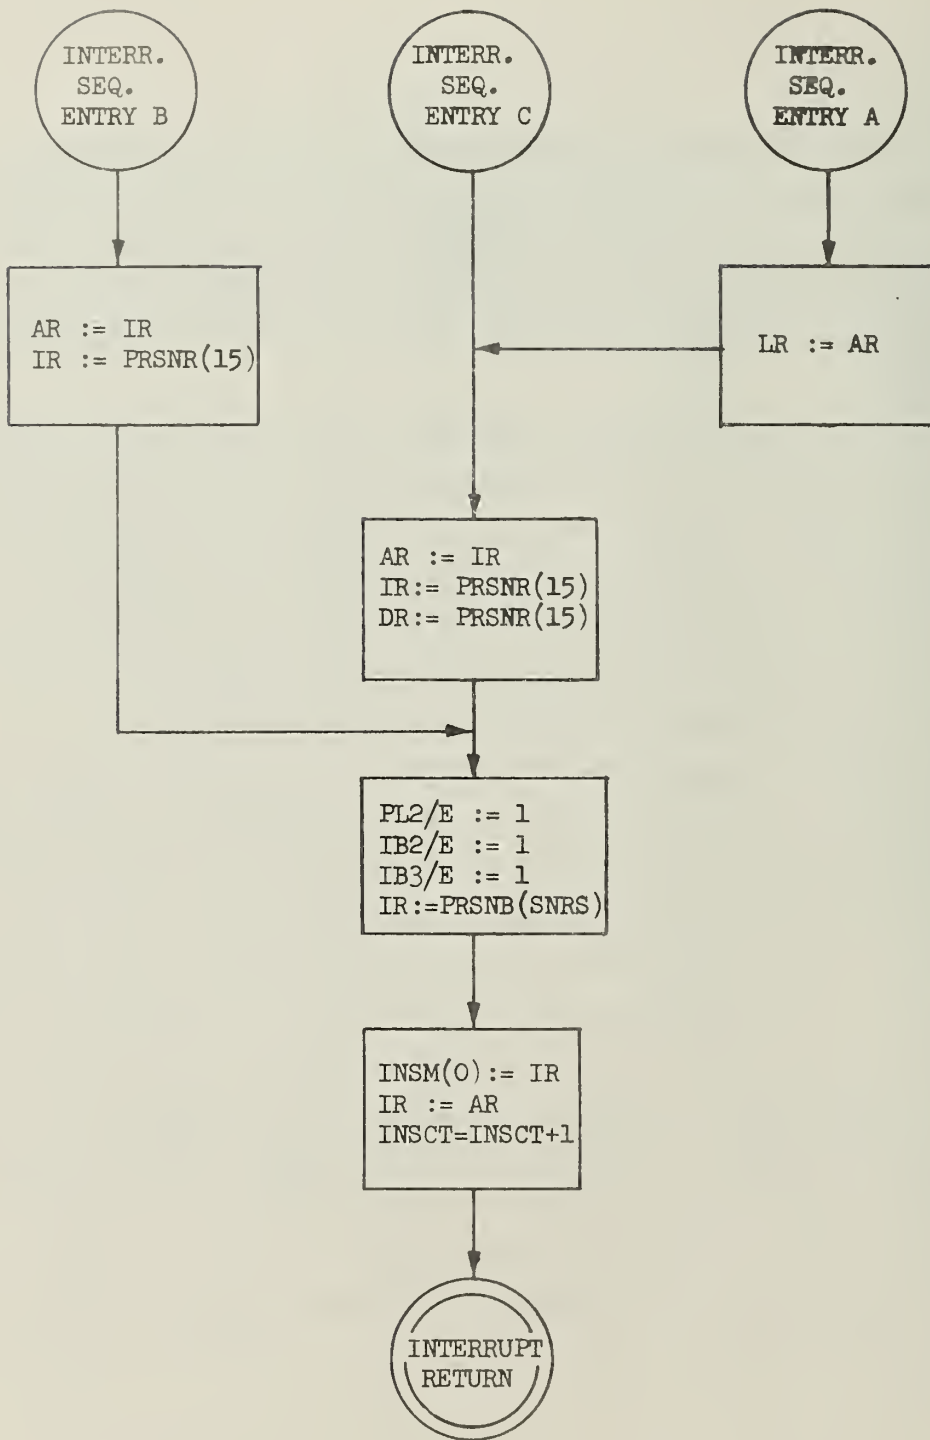 INTERR.
SEQ.
ENTRY B
INTERR.
SEQ.
ENTRY C
INTERR.
SEQ.
ENTRY A
AR := IR
IR := PRSNR(15)
LR := AR
AR := IR
IR:= PRSNR(15)
DR:= PRSNR(15)
PL2/E := 1
IB2/E := 1
IB3/E := 1
IR:=PRSNB(SNRS)
INSM(0):= IR
IR := AR
INSCT=INSCT+1
INTERRUPT
RETURN